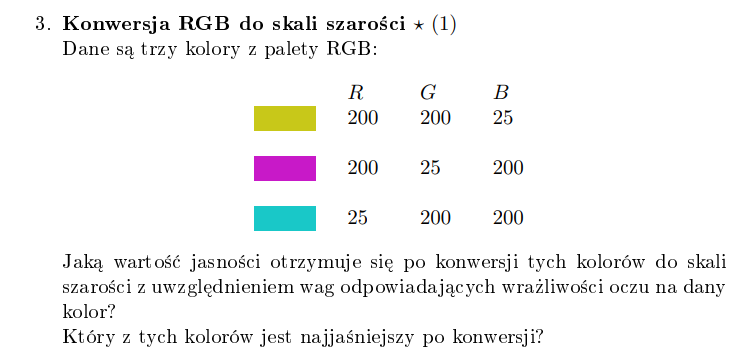 3. Konwersja RGB do skali szarości ⋆ (1)
Dane są trzy kolory z palety RGB:
R G B
200 200 25
200 25 200
25 200 200
Jaką wartość jasności otrzymuje się po konwersji tych kolorów do skali
szarości z uwzględnieniem wag odpowiadających wrażliwości oczu na dany
kolor?
Który z tych kolorów jest najjaśniejszy po konwersji?